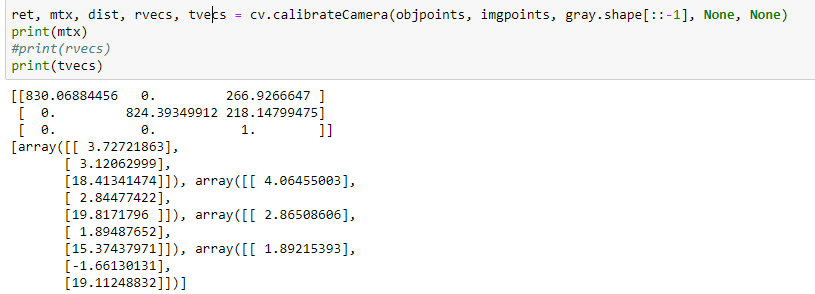 ret, mtx, dist, rvecs, tvecs = cv.calibrateCamera(objpoints, imgpoints, gray.shape[::-1], None, None)
print(mtx)
#print(rvecs)
print(tvecs)
[[830.06884456   0.         266.9266647 ]
 [  0.         824.39349912 218.14799475]
 [  0.           0.           1.        ]]
[array([[ 3.72721863],
       [ 3.12062999],
       [18.41341474]]), array([[ 4.06455003],
       [ 2.84477422],
       [19.8171796 ]]), array([[ 2.86508606],
       [ 1.89487652],
       [15.37437971]]), array([[ 1.89215393],
       [-1.66130131],
       [19.11248832]])]